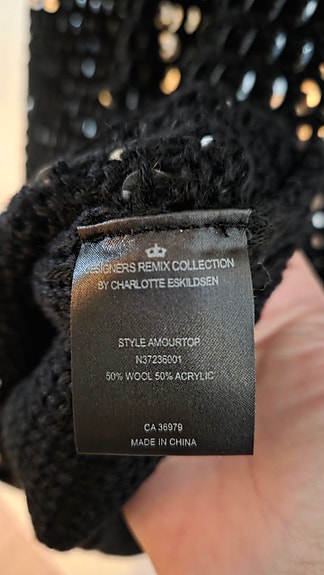 DESIGNERS REMIX COLLECTION
BY CHARLOTTE ESKILDSEN
STYLE AMOURTOP
N37236001
50% WOOL 50% ACRYLIC
CA 36979
MADE IN CHINA